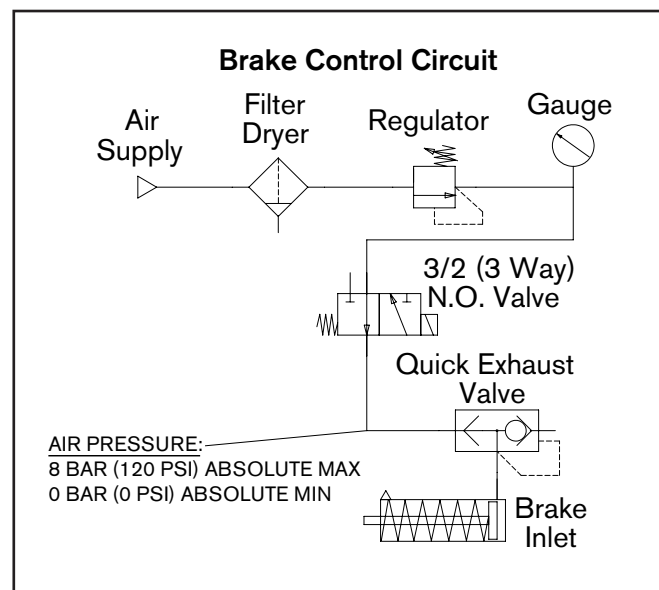 Brake Control Circuit
Air
Supply
Filter
Dryer
Regulator
Gauge
3/2 (3 Way)
N.O. Valve
Quick Exhaust
Valve
AIR PRESSURE:
8 BAR (120 PSI) ABSOLUTE MAX
0 BAR (0 PSI) ABSOLUTE MIN
Brake
Inlet